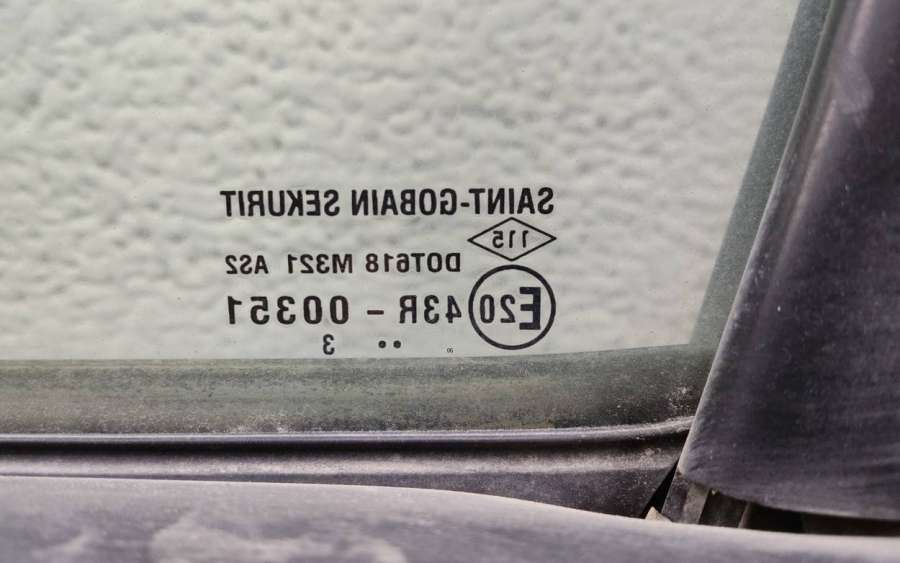 SAINT-GOBAIN SEKURIT
115
DOT618 M321 AS2
E20 43R - 00351
•• 3